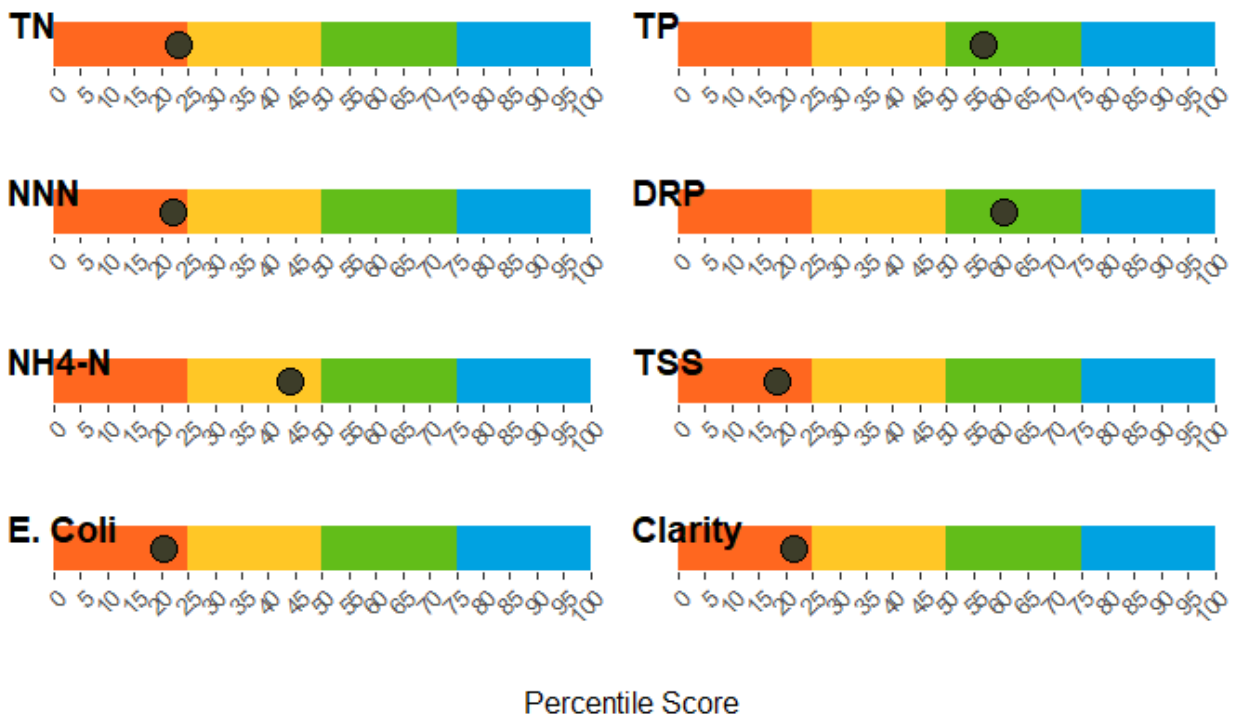 TN
0 5 10 15 20 25 30 35 40 45 50 55 60 65 70 75 80 85 90 95 100
TP
0 5 10 15 20 25 30 35 40 45 50 55 60 65 70 75 80 85 90 95 100
NNN
0 5 10 15 20 25 30 35 40 45 50 55 60 65 70 75 80 85 90 95 100
DRP
0 5 10 15 20 25 30 35 40 45 50 55 60 65 70 75 80 85 90 95 100
NH4-N
0 5 10 15 20 25 30 35 40 45 50 55 60 65 70 75 80 85 90 95 100
TSS
0 5 10 15 20 25 30 35 40 45 50 55 60 65 70 75 80 85 90 95 100
E. Coli
0 5 10 15 20 25 30 35 40 45 50 55 60 65 70 75 80 85 90 95 100
Clarity
0 5 10 15 20 25 30 35 40 45 50 55 60 65 70 75 80 85 90 95 100
Percentile Score